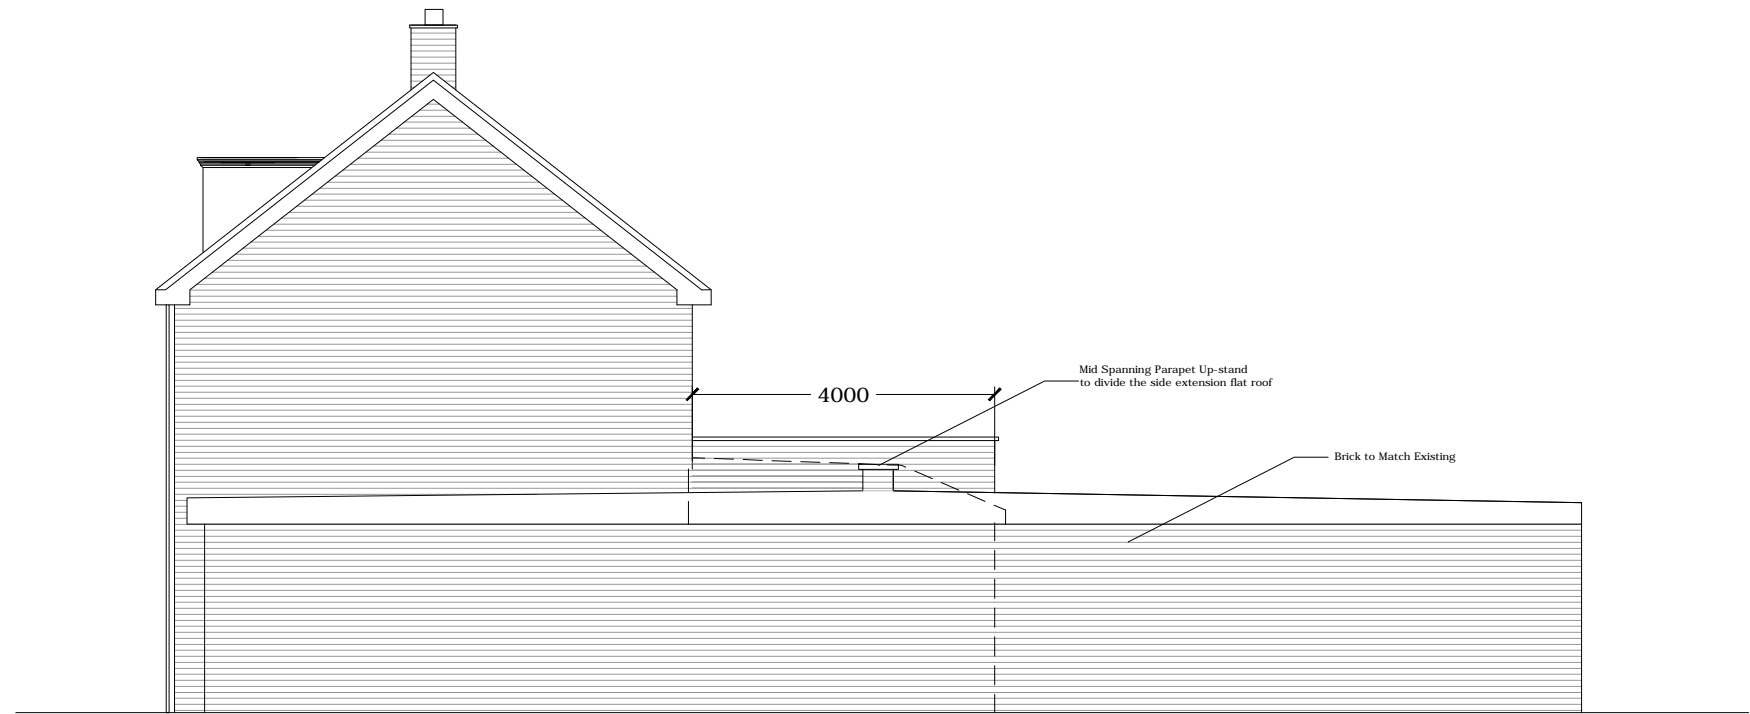 Mid Spanning Parapet Up-stand
to divide the side extension flat roof
4000
Brick to Match Existing